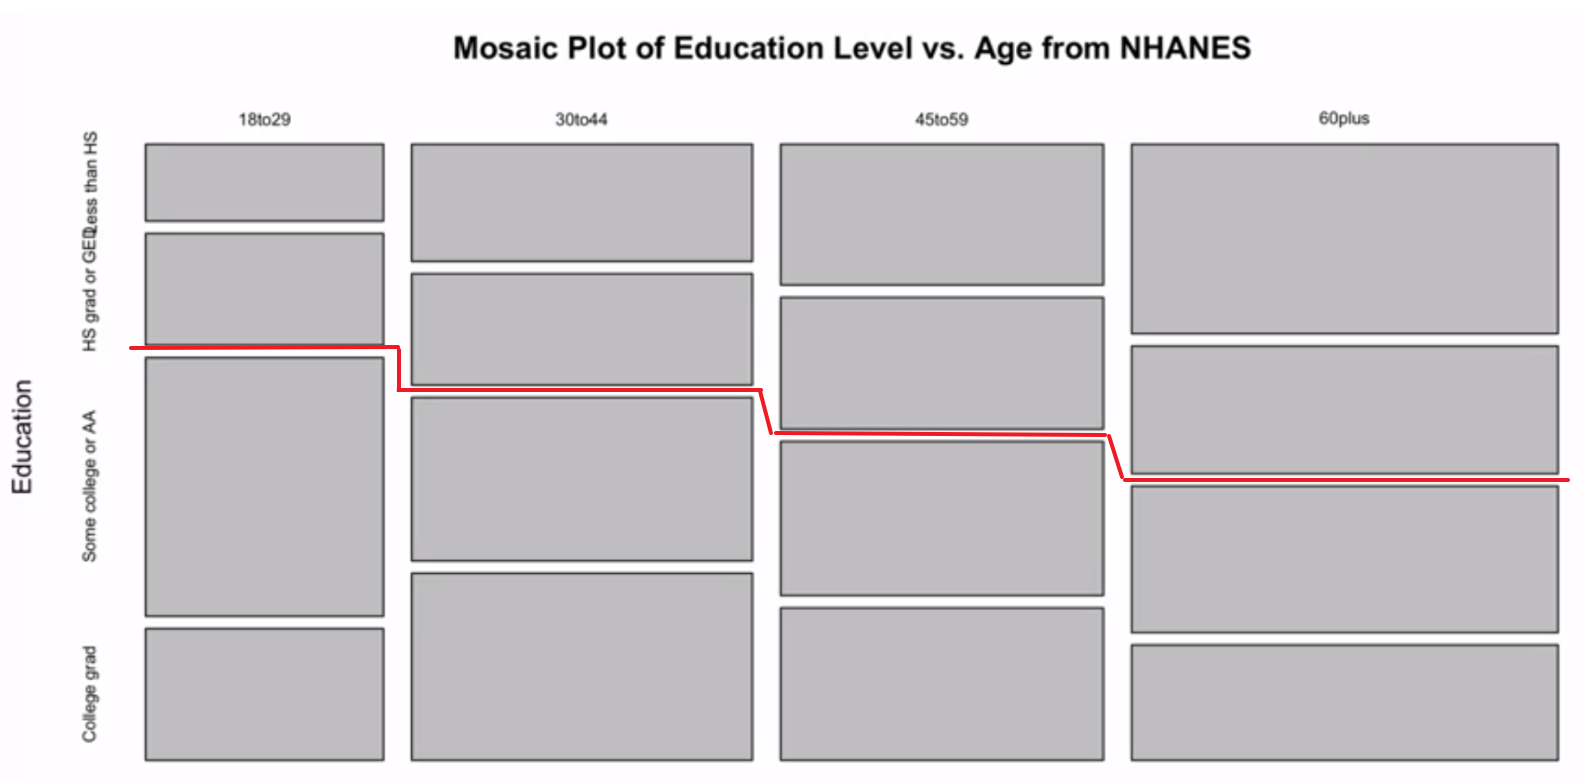 Mosaic Plot of Education Level vs. Age from NHANES
18to29
30to44
45to59
60plus
Less than HS
HS grad or GED
Some college or AA
College grad
Education